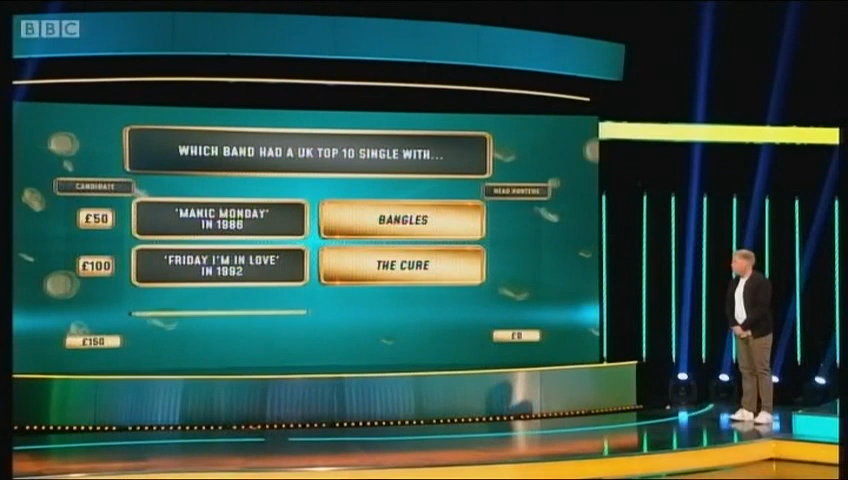 BBC
WHICH BAND HAD A UK TOP 10 SINGLE WITH...
CANDIDATE
HEAD HUNTERS
£50
'MANIC MONDAY'
IN 1986
BANGLES
£100
'FRIDAY I'M IN LOVE'
IN 1992
THE CURE
£150
£0